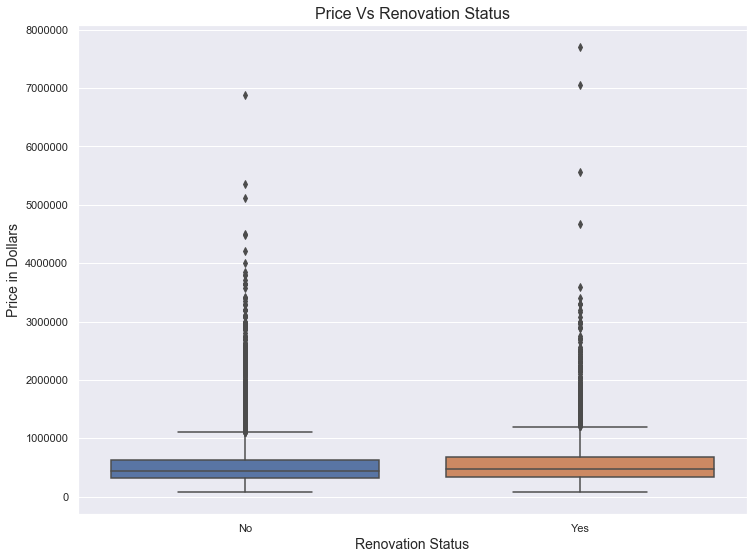 Price Vs Renovation Status
8000000
7000000
6000000
5000000
4000000
3000000
2000000
1000000
0
Price in Dollars
No Yes
Renovation Status